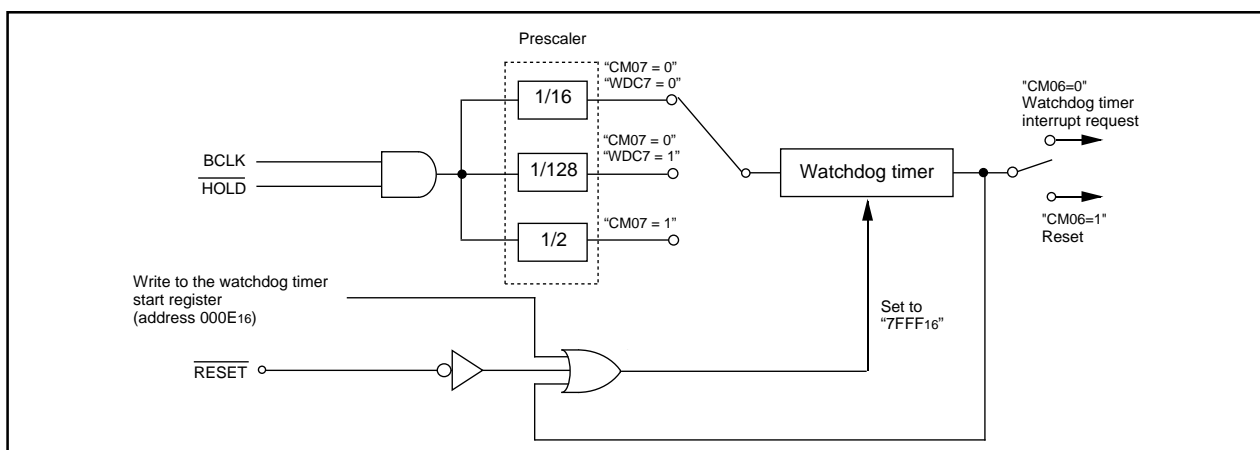 Prescaler
“CM07 = 0”
“WDC7 = 0”
1/16
"CM06=0"
Watchdog timer
interrupt request
BCLK
HOLD
“CM07 = 0”
“WDC7 = 1”
1/128
Watchdog timer
“CM07 = 1”
1/2
"CM06=1"
Reset
Write to the watchdog timer
start register
(address 000E16)
Set to
“7FFF16”
RESET